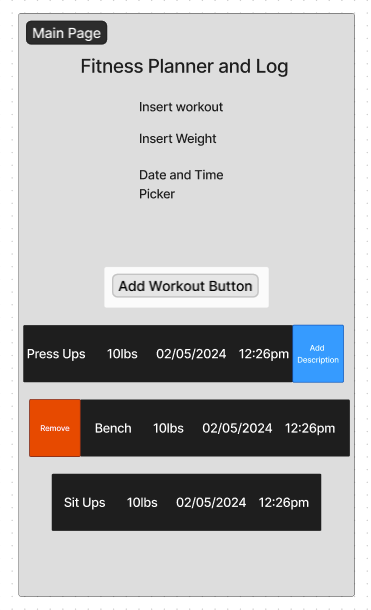 Main Page
Fitness Planner and Log
Insert workout
Insert Weight
Date and Time
Picker
Add Workout Button
Press Ups 10lbs 02/05/2024 12:26pm Add
Description
Remove Bench 10lbs 02/05/2024 12:26pm
Sit Ups 10lbs 02/05/2024 12:26pm